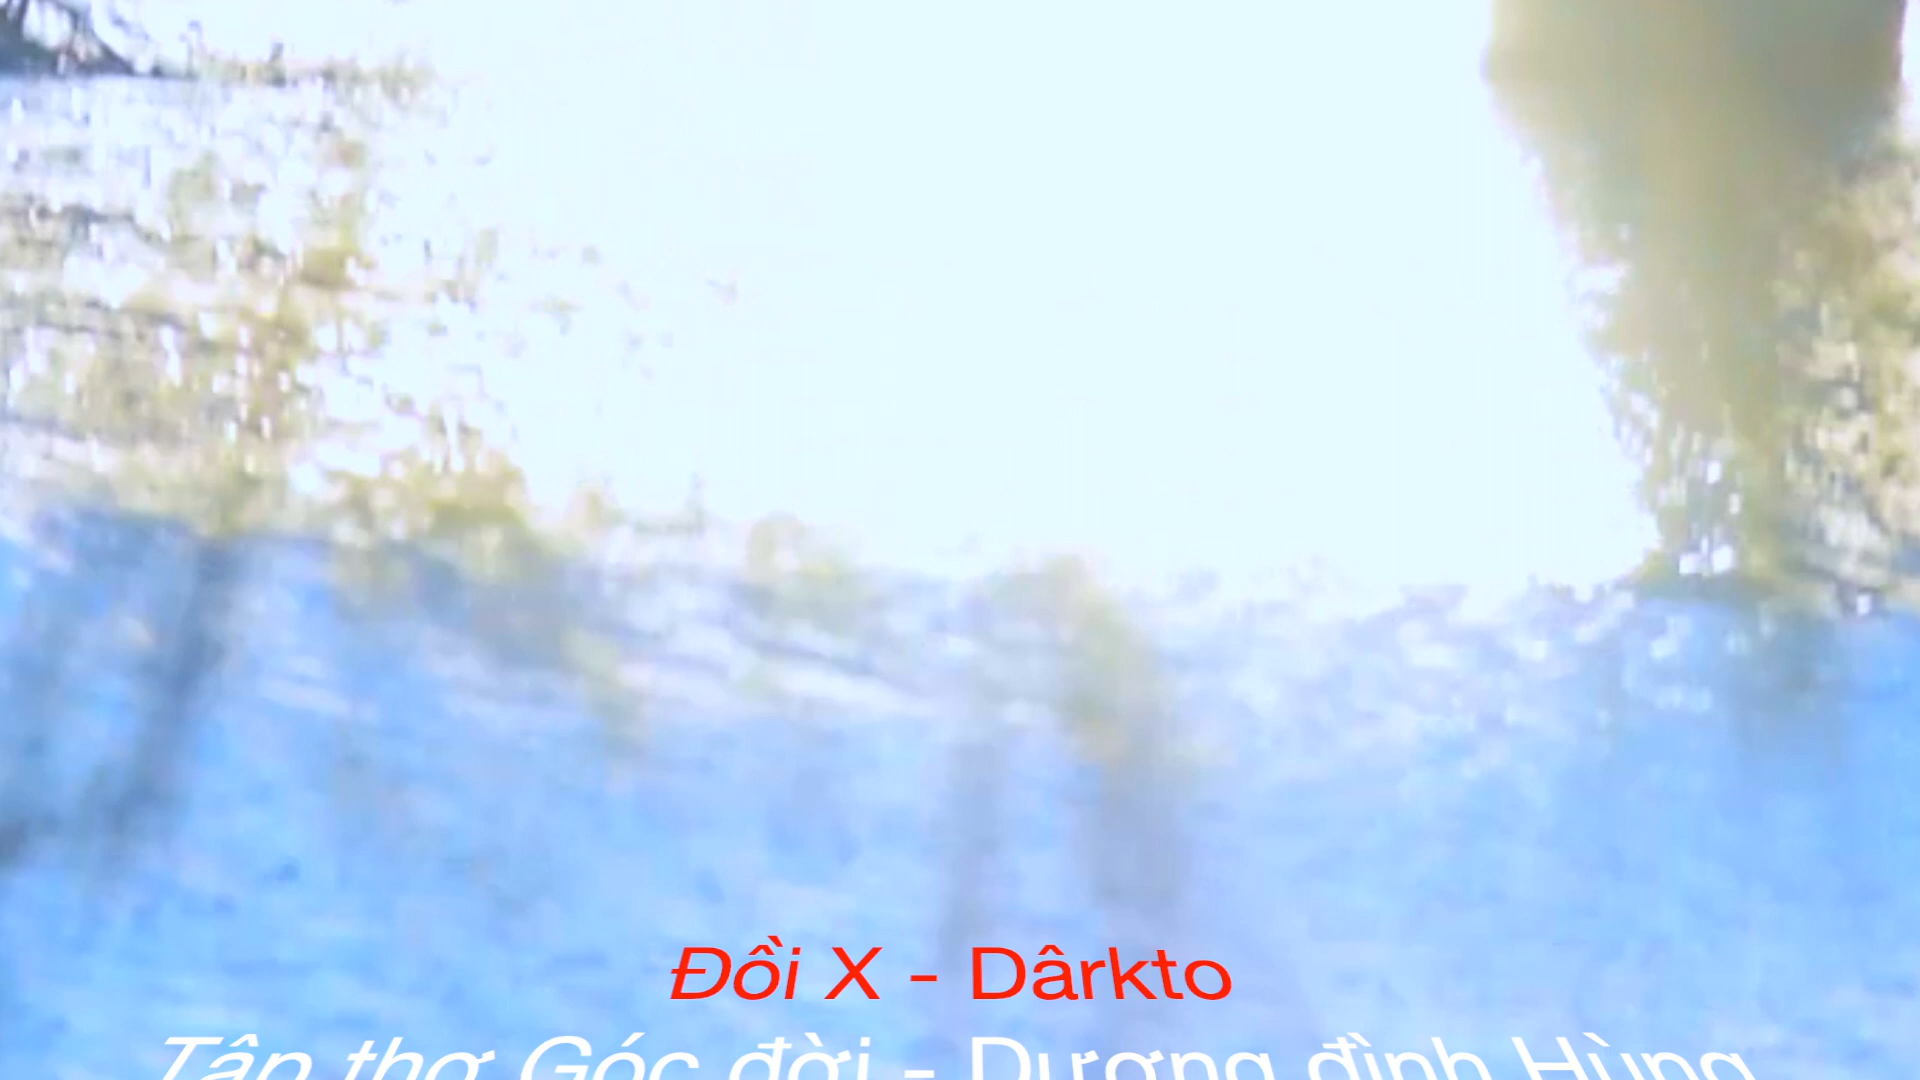 Đồi X - Dârkto
Tập thơ Góc đời - Dương đình Hùng